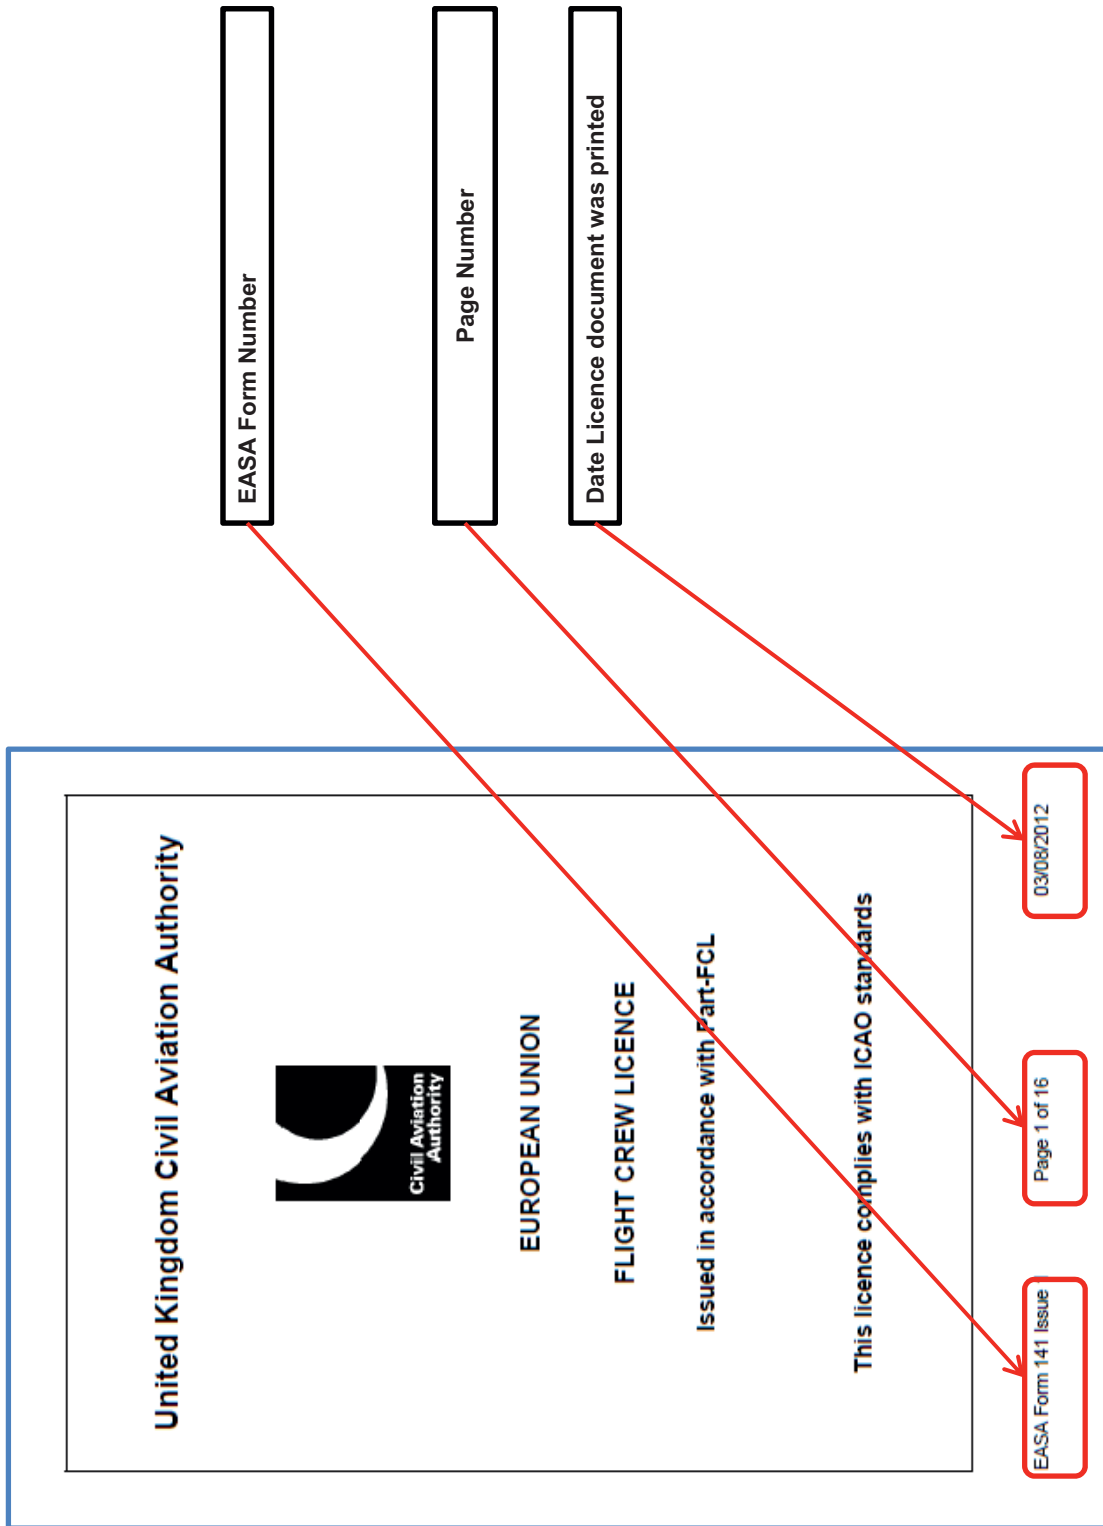 United Kingdom Civil Aviation Authority
Civil Aviation
Authority
EUROPEAN UNION
FLIGHT CREW LICENCE
Issued in accordance with Part-FCL
This licence complies with ICAO standards
EASA Form 141 Issue 1
Page 1 of 16
03/08/2012
EASA Form Number
Page Number
Date Licence document was printed